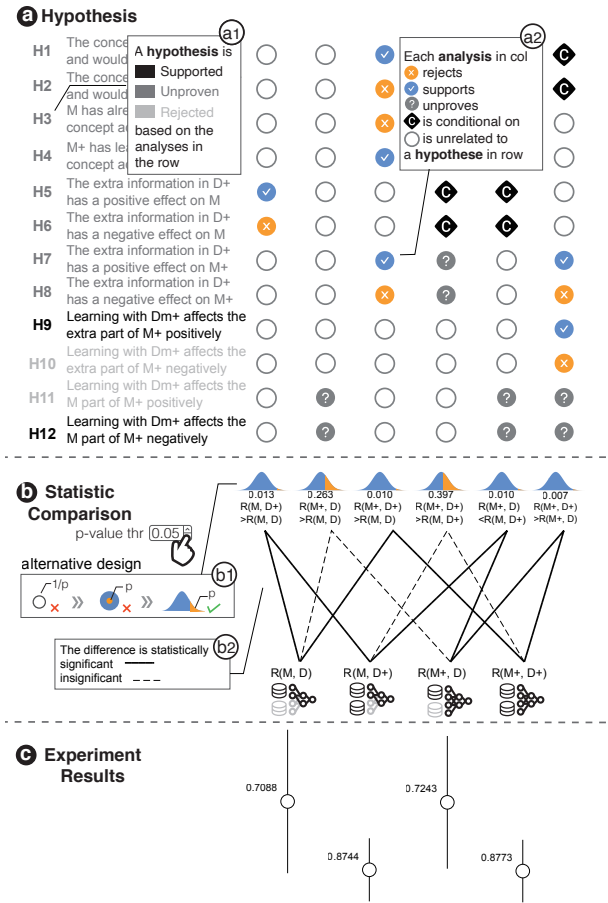 a Hypothesis
a1
a2
H1 The conce
and would
H2 The conce
and would
H3 M has alre
concept a
H4 M+ has lea
concept a
H5 The extra information in D+
has a positive effect on M
H6 The extra information in D+
has a negative effect on M
H7 The extra information in D+
has a positive effect on M+
H8 The extra information in D+
has a negative effect on M+
H9 Learning with Dm+ affects the
extra part of M+ positively
H10 Learning with Dm+ affects the
extra part of M+ negatively
H11 Learning with Dm+ affects the
M part of M+ positively
H12 Learning with Dm+ affects the
M part of M+ negatively
A hypothesis is
Supported
Unproven
Rejected
based on the
analyses in
the row
Each analysis in col
rejects
supports
? unproves
C is conditional on
is unrelated to
a hypothese in row
C
C
C C
C C
?
?
? ? ?
? ? ?
b Statistic
Comparison
p-value thr 0.05
alternative design
b1
1/p p p
b2
The difference is statistically
significant
insignificant
0.013 0.263 0.010 0.397 0.010 0.007
R(M, D+) R(M+, D) R(M+, D+) R(M+, D+) R(M+, D) R(M+, D+)
>R(M, D) >R(M, D) >R(M, D) >R(M, D+) <R(M, D+) >R(M+, D)
R(M, D) R(M, D+) R(M+, D) R(M+, D+)
c Experiment
Results
0.7088
0.8744
0.7243
0.8773